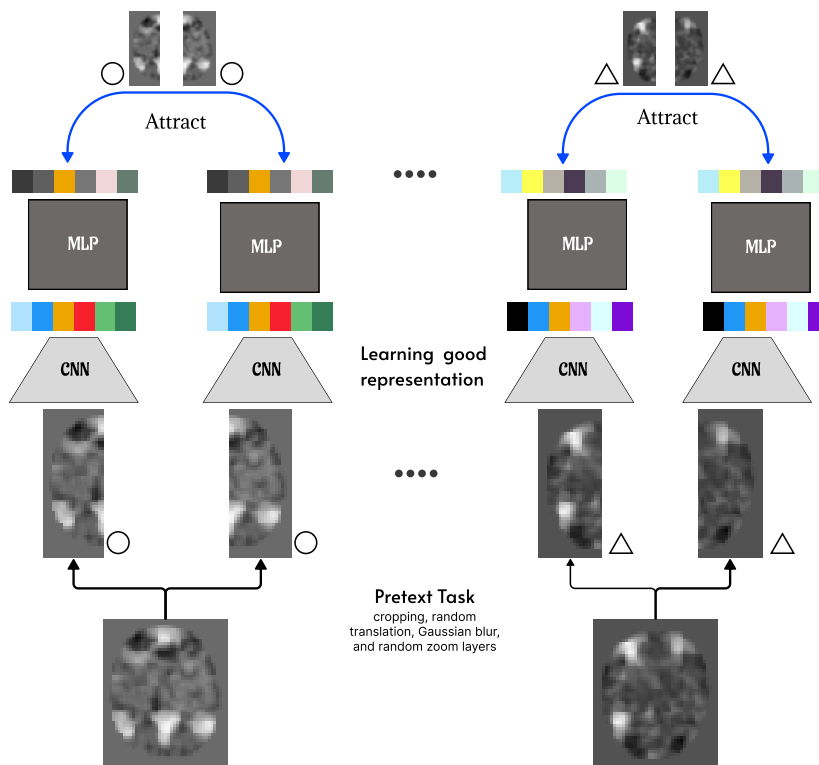 Attract
Attract
MLP
MLP
MLP
MLP
CNN
CNN
Learning good
representation
CNN
CNN
Pretext Task
cropping, random
translation, Gaussian blur,
and random zoom layers